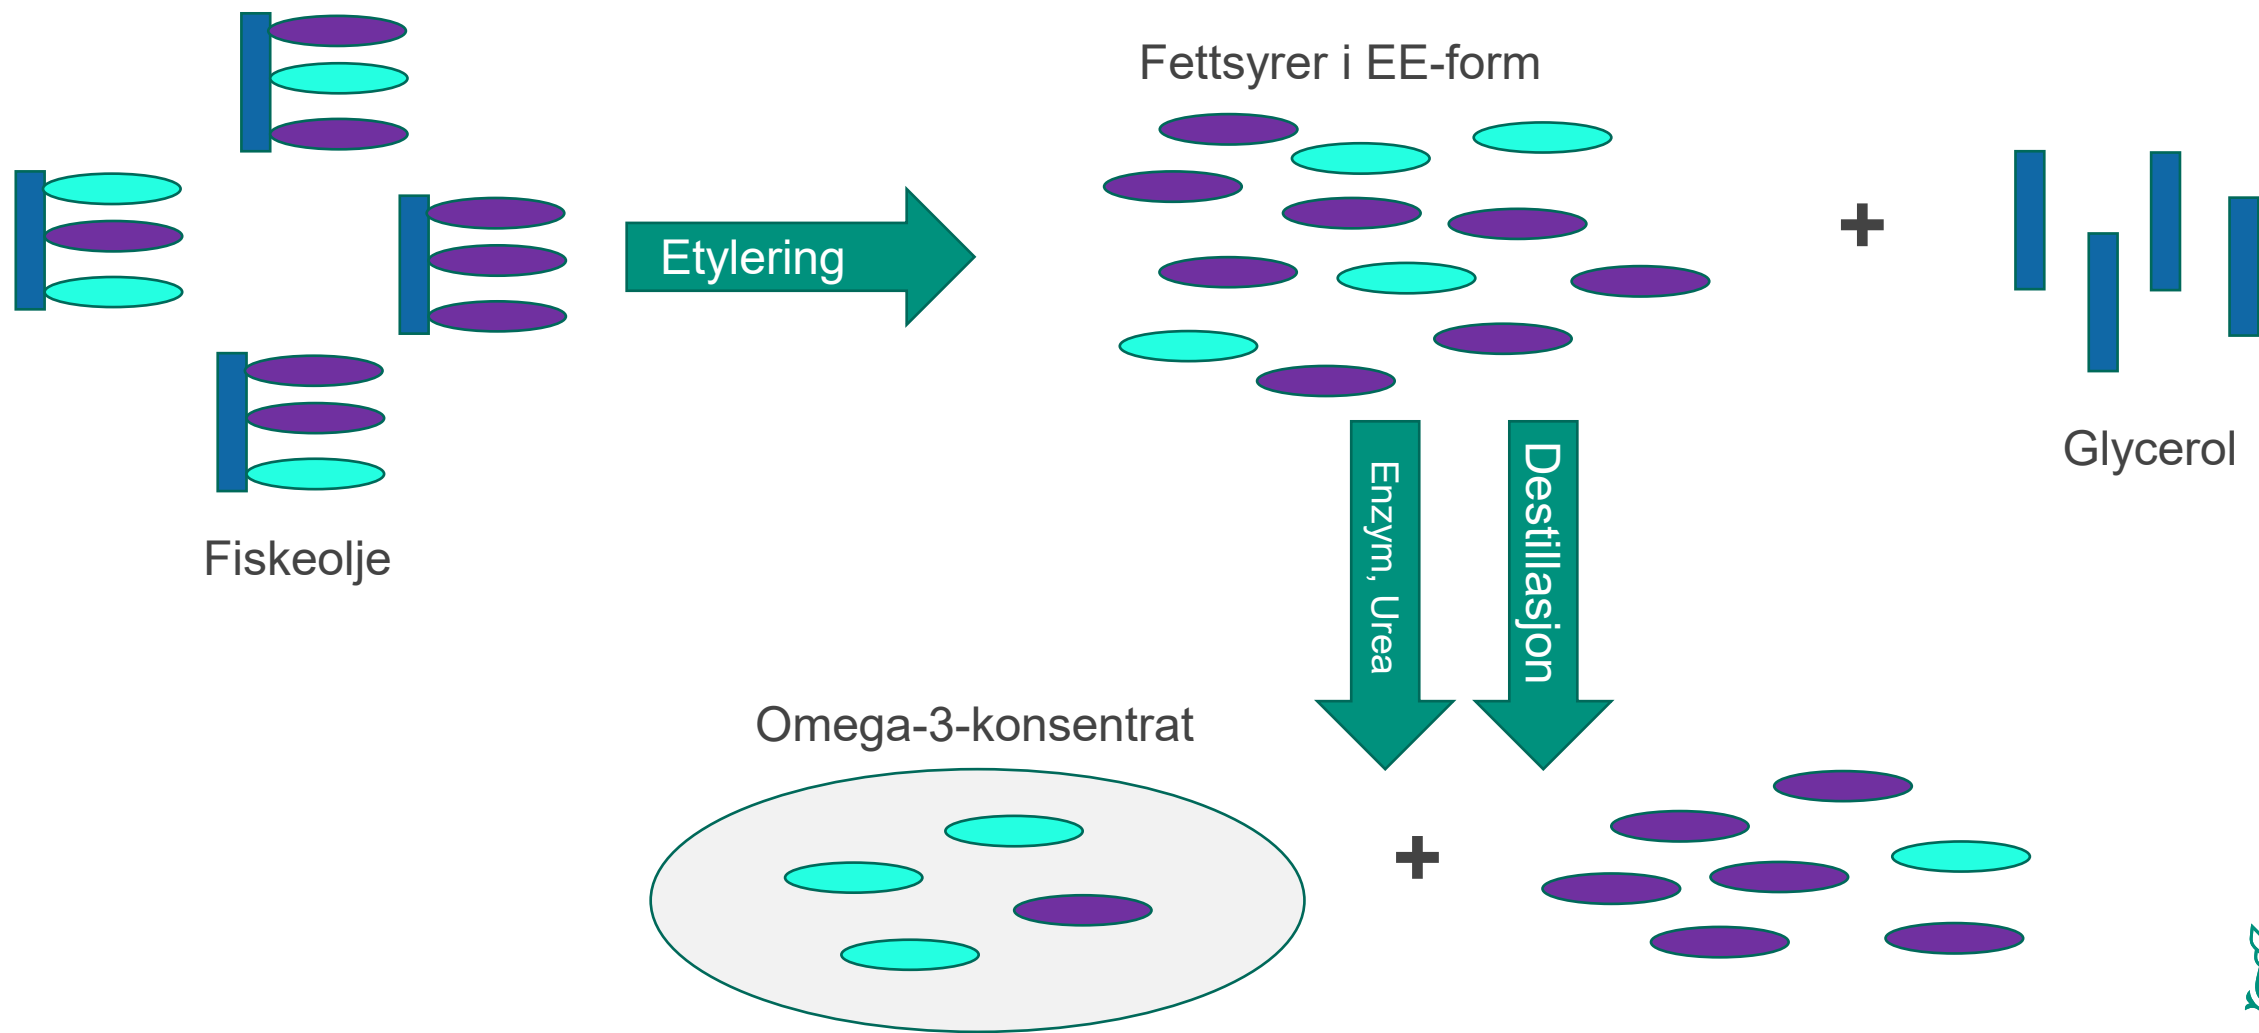 Fettsyrer i EE-form
Etylering
+
Glycerol
Fiskeolje
Enzym, Urea
Destillasjon
Omega-3-konsentrat
+